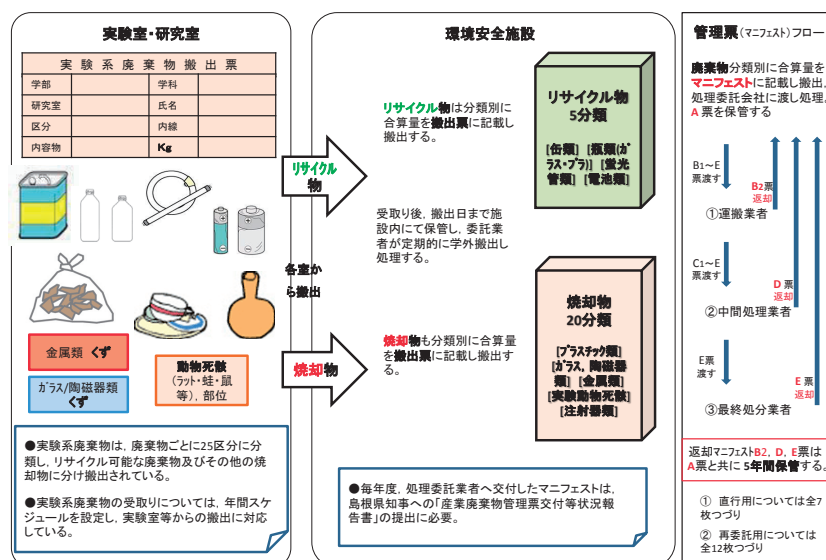 実験室・研究室
実験系廃棄物搬出票
学部 学科
研究室 氏名
区分 内線
内容物 Kg
金属類 くず
ガラス/陶磁器類
くず
動物死骸
(ラット・蛙・鼠
等), 部位
●実験系廃棄物は, 廃棄物ごとに25区分に分
類し, リサイクル可能な廃棄物及びその他の焼
却物に分け搬出されている。
●実験系廃棄物の受取りについては, 年間スケ
ジュールを設定し, 実験室等からの搬出に対応
している。
リサイクル
物
各室か
ら搬出
焼却物
環境安全施設
リサイクル物は分類別に
合算量を搬出票に記載し
搬出する。
受取り後, 搬出日まで施
設内にて保管し, 委託業
者が定期的に学外搬出し
処理する。
焼却物も分類別に合算量
を搬出票に記載し搬出す
る。
リサイクル物
5分類
[缶類] [瓶類(ガ
ラス・プラ)] [蛍光
管類] [電池類]
焼却物
20分類
[プラスチック類]
[ガラス, 陶磁器
類] [金属類]
[実験動物死骸]
[注射器類]
●毎年度, 処理委託業者へ交付したマニフェストは,
島根県知事への「産業廃棄物管理票交付等状況報
告書」の提出に必要。
管理票(マニフェスト)フロー
廃棄物分類別に合算量を
マニフェストに記載し搬出,
処理委託会社に渡し処理,
A 票を保管する
B1～E
票渡す
B2票
返却
①運搬業者
C1～E
票渡す
D 票
返却
②中間処理業者
E票
渡す
E 票
返却
③最終処分業者
返却マニフェストB2, D, E票は
A票と共に 5年間保管する。
① 直行用については全7
枚つづり
② 再委託用については
全12枚つづり